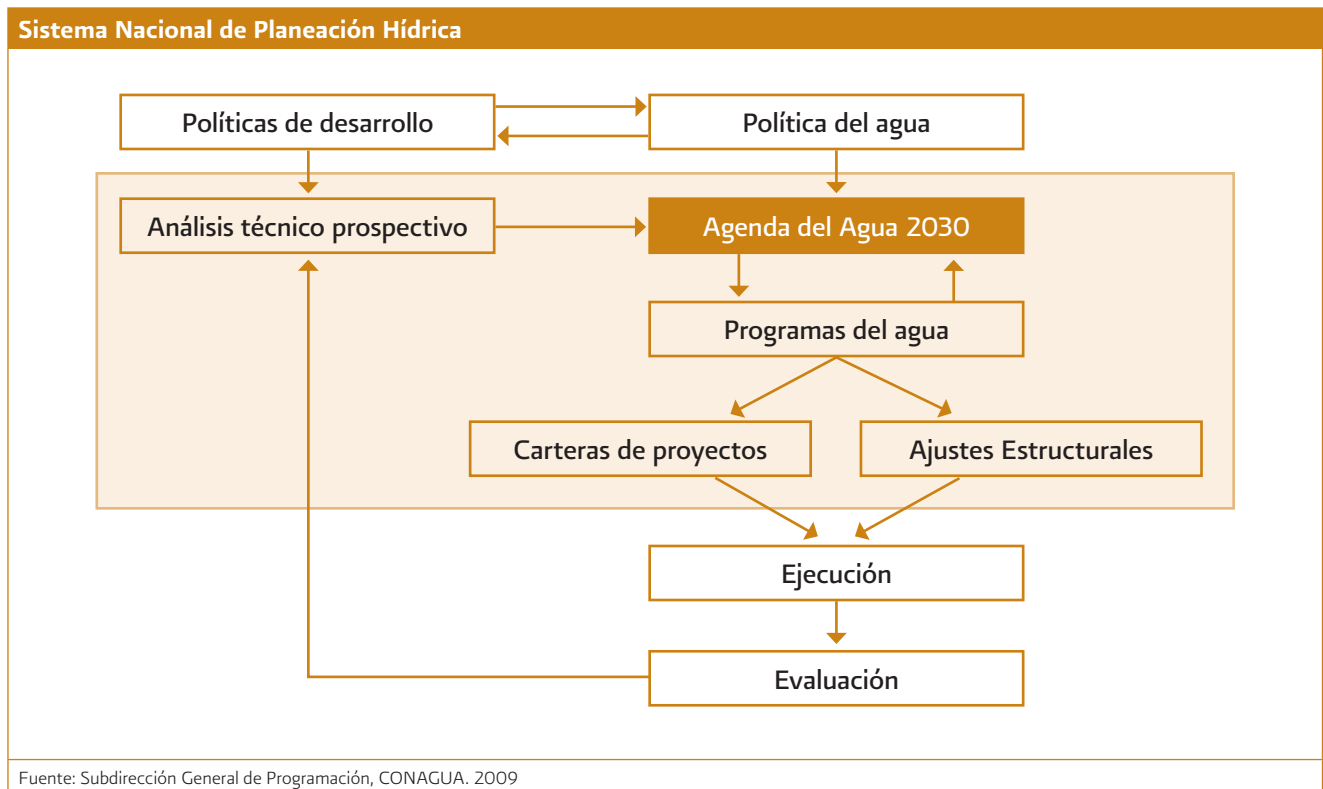 Sistema Nacional de Planeación Hídrica
Políticas de desarrollo
Política del agua
Análisis técnico prospectivo
Agenda del Agua 2030
Programas del agua
Carteras de proyectos
Ajustes Estructurales
Ejecución
Evaluación
Fuente: Subdirección General de Programación, CONAGUA. 2009